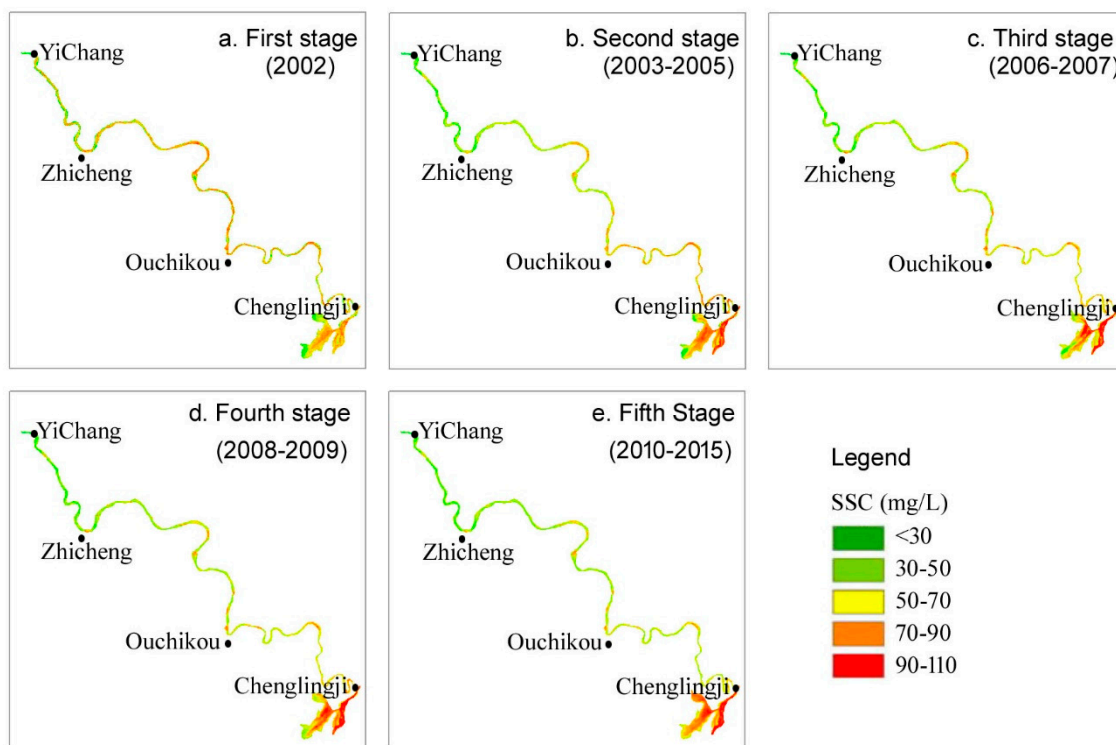 a. First stage
(2002)
YiChang
Zhicheng
Ouchikou
Chenglingji
b. Second stage
(2003-2005)
YiChang
Zhicheng
Ouchikou
Chenglingji
c. Third stage
(2006-2007)
YiChang
Zhicheng
Ouchikou
Chenglingji
d. Fourth stage
(2008-2009)
YiChang
Zhicheng
Ouchikou
Chenglingji
e. Fifth Stage
(2010-2015)
YiChang
Zhicheng
Ouchikou
Chenglingji
Legend
SSC (mg/L)
<30
30-50
50-70
70-90
90-110